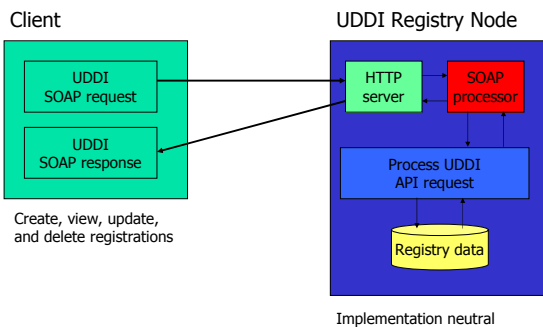 Client
UDDI
SOAP request
UDDI
SOAP response
Create, view, update,
and delete registrations
UDDI Registry Node
HTTP
server
SOAP
processor
Process UDDI
API request
Registry data
Implementation neutral